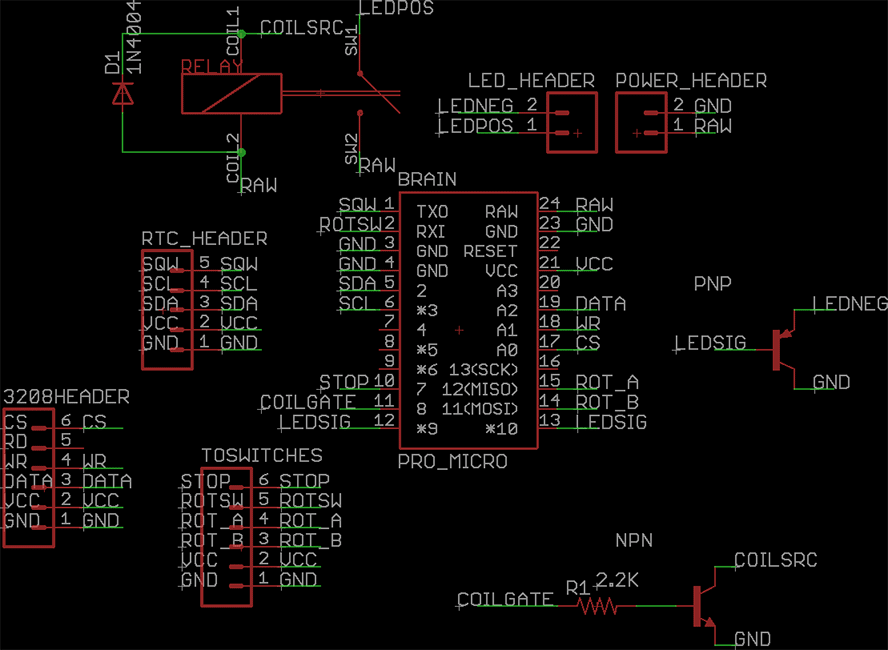 LEDPOS
COIL1
COILSRC
SW1
D1
1N4004
RELAY
COIL_2
RAW
SW2
RAW
LED_HEADER
LEDNEG 2
LEDPOS 1
POWER_HEADER
2 GND
1 RAW
BRAIN
SQW 1 TXO RAW 24 RAW
ROTSW 2 RXI GND 23 GND
GND 3 GND RESET 22
GND 4 GND VCC 21 VCC
SDA 5 2 A3 20
SCL 6 *3 A2 19 DATA
7 4 A1 18 WR
8 *5 A0 17 CS
9 *6 13(SCK) 16
STOP 10 7 12(MISO) 15 ROT_A
COILGATE 11 8 11(MOSI) 14 ROT_B
LEDSIG 12 *9 *10 13 LEDSIG
PRO_MICRO
RTC_HEADER
SQW 5 SQW
SCL 4 SCL
SDA 3 SDA
VCC 2 VCC
GND 1 GND
PNP
LEDNEG
LEDSIG
GND
3208HEADER
CS 6 CS
RD 5
WR 4 WR
DATA 3 DATA
VCC 2 VCC
GND 1 GND
TOSWITCHES
STOP 6 STOP
ROTSW 5 ROTSW
ROT_A 4 ROT_A
ROT_B 3 ROT_B
VCC 2 VCC
GND 1 GND
NPN
COILSRC
COILGATE
R1 2.2K
GND